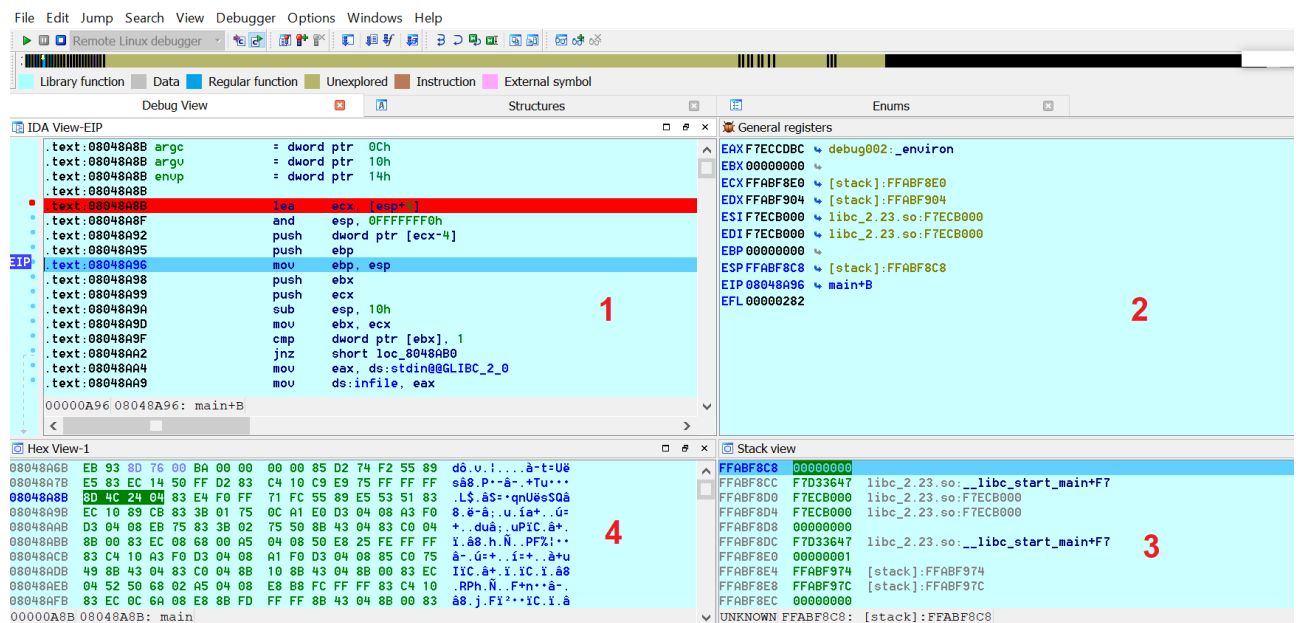 File Edit Jump Search View Debugger Options Windows Help
Remote Linux debugger
Library function Data Regular function Unexplored Instruction External symbol
Debug View Structures Enums
IDA View-EIP
.text:08048A8B argc = dword ptr 0Ch
.text:08048A8B argv = dword ptr 10h
.text:08048A8B envp = dword ptr 14h
.text:08048A8B
.text:08048A8B lea ecx, [esp+4]
.text:08048A8F and esp, 0FFFFFFF0h
.text:08048A92 push dword ptr [ecx-4]
.text:08048A95 push ebp
EIP .text:08048A96 mov ebp, esp
.text:08048A98 push ebx
.text:08048A99 push ecx
.text:08048A9A sub esp, 10h
.text:08048A9D mov ebx, ecx
.text:08048A9F cmp dword ptr [ebx], 1
.text:08048AA2 jnz short loc_8048AB0
.text:08048AA4 mov eax, ds:stdin@@GLIBC_2_0
.text:08048AA9 mov ds:infile, eax
00000A96 08048A96: main+B
1
General registers
EAX F7ECCDBC debug002:_environ
EBX 00000000
ECX FFABF8E0 [stack]:FFABF8E0
EDX FFABF904 [stack]:FFABF904
ESI F7ECB000 libc_2.23.so:F7ECB000
EDI F7ECB000 libc_2.23.so:F7ECB000
EBP 00000000
ESP FFABF8C8 [stack]:FFABF8C8
EIP 08048A96 main+B
EFL 00000282
2
Hex View-1
08048A6B EB 93 8D 76 00 BA 00 00 00 00 85 D2 74 F2 55 89
08048A7B E5 83 EC 14 50 FF D2 83 C4 10 C9 E9 75 FF FF FF
08048A8B 8D 4C 24 04 83 E4 F0 FF 71 FC 55 89 E5 53 51 83
08048A9B EC 10 89 CB 83 3B 01 75 0C A1 E0 D3 04 08 A3 F0
08048AAB D3 04 08 EB 75 83 3B 02 75 50 8B 43 04 83 C0 04
08048ABB 8B 00 83 EC 08 68 00 A5 04 08 50 E8 25 FE FF FF
08048ACB 83 C4 10 A3 F0 D3 04 08 A1 F0 D3 04 08 85 C0 75
08048ADB 49 8B 43 04 83 C0 04 8B 10 8B 43 04 8B 00 83 EC
08048AEB 04 52 50 68 02 A5 04 08 E8 B8 FC FF FF 83 C4 10
08048AFB 83 EC 0C 6A 08 E8 8B FD FF FF 8B 43 04 8B 00 83
00000A8B 08048A8B: main
4
Stack view
FFABF8C8 00000000
FFABF8CC F7D33647 libc_2.23.so:__libc_start_main+F7
FFABF8D0 F7ECB000 libc_2.23.so:F7ECB000
FFABF8D4 F7ECB000 libc_2.23.so:F7ECB000
FFABF8D8 00000000
FFABF8DC F7D33647 libc_2.23.so:__libc_start_main+F7
FFABF8E0 00000001
FFABF8E4 FFABF974 [stack]:FFABF974
FFABF8E8 FFABF97C [stack]:FFABF97C
FFABF8EC 00000000
UNKNOWN FFABF8C8: [stack]:FFABF8C8
3